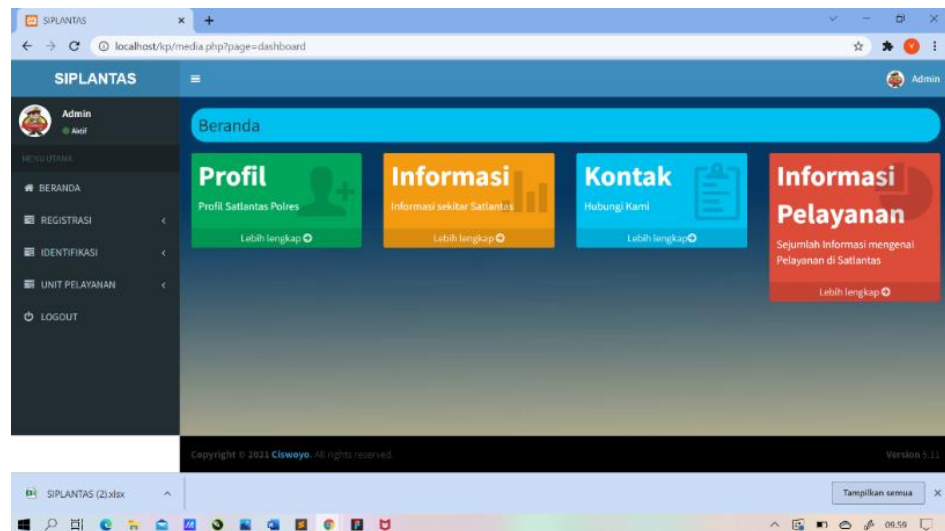 SIPLANTAS
localhost/kp/media.php?page=dashboard
SIPLANTAS
Admin
Admin
Aktif
MENU UTAMA
BERANDA
REGISTRASI
IDENTIFIKASI
UNIT PELAYANAN
LOGOUT
Beranda
Profil
Profil Satlantas Polres
Lebih lengkap
Informasi
Informasi sekitar Satlantas
Lebih lengkap
Kontak
Hubungi Kami
Lebih lengkap
Informasi
Pelayanan
Sejumlah Informasi mengenai
Pelayanan di Satlantas
Lebih lengkap
Copyright © 2021 Ciswoyo. All rights reserved.
Version 5.11
SIPLANTAS (2).xlsx
Tampilkan semua
09.59